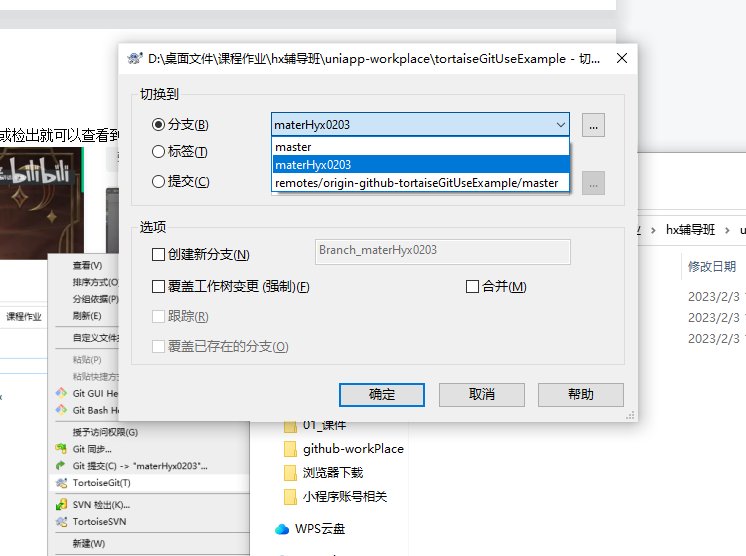 D:\桌面文件\课程作业\hx辅导班\uniapp-workplace\tortaiseGitUseExample - 切...
切换到
分支(B)
materHyx0203
...
master
materHyx0203
remotes/origin-github-tortaiseGitUseExample/master
标签(T)
提交(C)
...
选项
创建新分支(N)
Branch_materHyx0203
覆盖工作树变更 (强制)(F)
合并(M)
跟踪(R)
覆盖已存在的分支(O)
确定
取消
帮助
或检出就可以查看到
bilibili
课程作业
查看(V)
排序方式(O)
分组依据(P)
刷新(E)
自定义文件
粘贴(P)
粘贴快捷方
Git GUI He
Git Bash He
授予访问权限(G)
Git 同步...
Git 提交(C) -> "materHyx0203"...
TortoiseGit(T)
SVN 检出(K)...
TortoiseSVN
新建(W)
01_课件
github-workPlace
浏览器下载
小程序账号相关
WPS云盘
业 > hx辅导班 > u
修改日期
2023/2/3
2023/2/3
2023/2/3